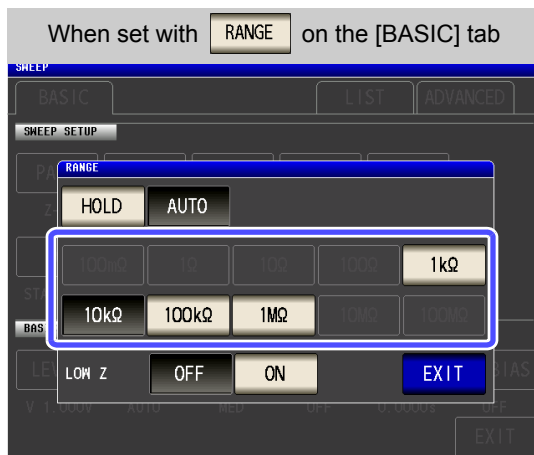 When set with RANGE on the [BASIC] tab
SWEEP
BASIC LIST ADVANCED
SWEEP SETUP
RANGE
HOLD AUTO
100mΩ 1Ω 10Ω 100Ω 1kΩ
10kΩ 100kΩ 1MΩ 10MΩ 100MΩ
BAS
LOW Z OFF ON EXIT
V 1.000V AUTO MED OFF 0.0000s OFF
EXIT